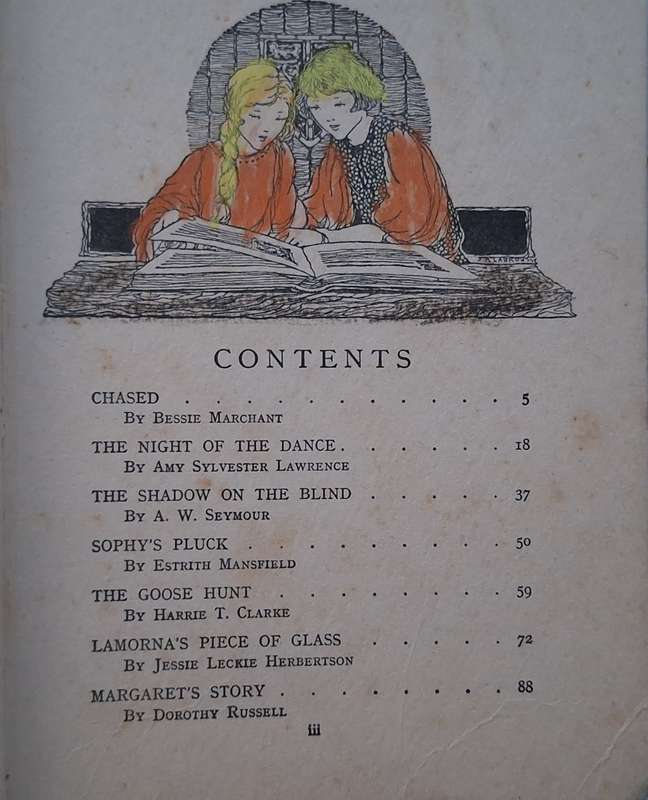 CONTENTS
CHASED . . . . . . . . . . . 5
BY BESSIE MARCHANT
THE NIGHT OF THE DANCE . . . . . . 18
BY AMY SYLVESTER LAWRENCE
THE SHADOW ON THE BLIND . . . . . 37
BY A. W. SEYMOUR
SOPHY'S PLUCK . . . . . . . . . 50
BY ESTRITH MANSFIELD
THE GOOSE HUNT . . . . . . . . 59
BY HARRIE T. CLARKE
LAMORNA'S PIECE OF GLASS . . . . . 72
BY JESSIE LECKIE HERBERTSON
MARGARET'S STORY . . . . . . . . 88
BY DOROTHY RUSSELL
iii